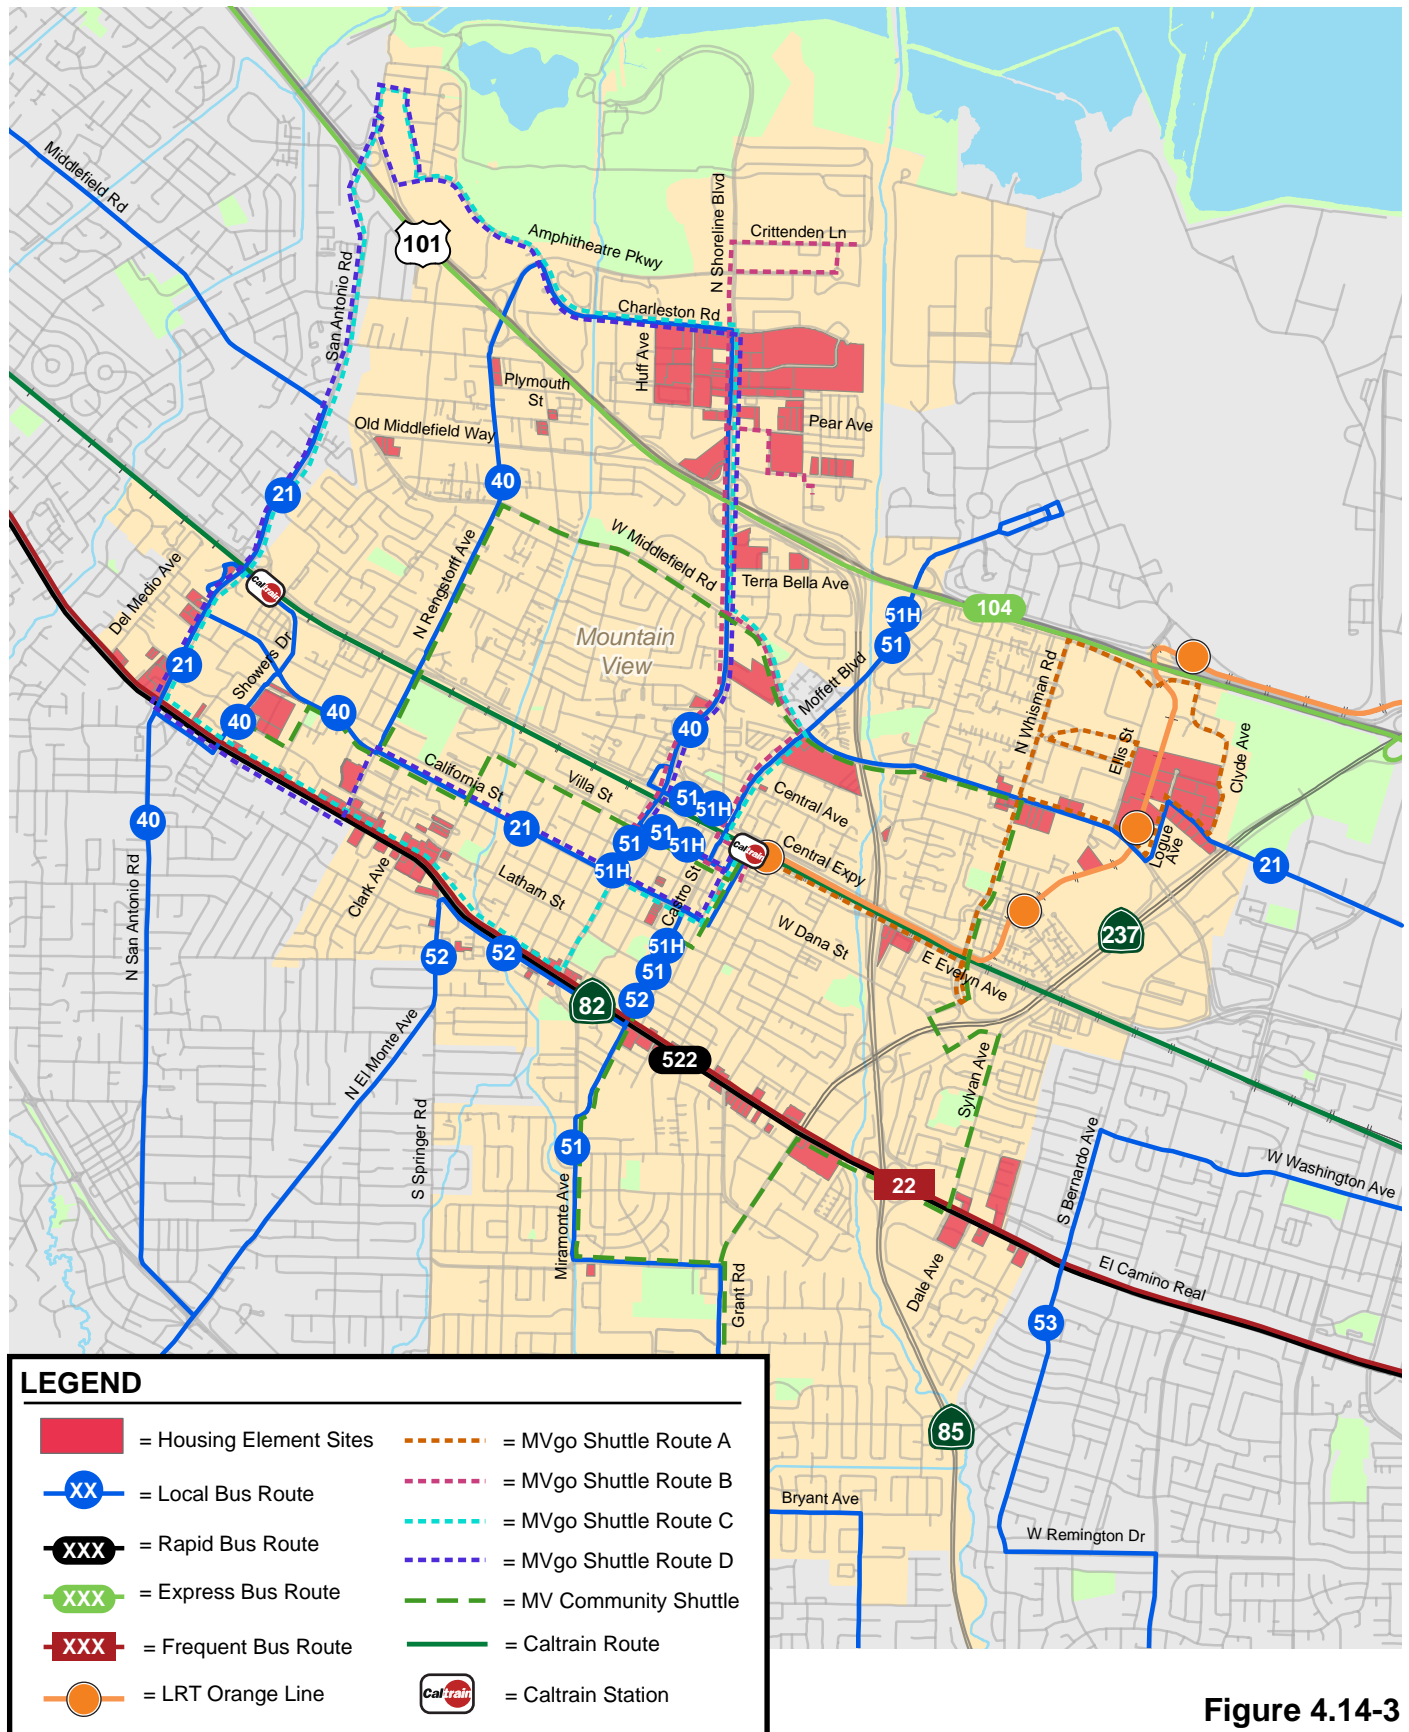 Middlefield Rd
101
San Antonio Rd
Amphitheatre Pkwy
N Shoreline Blvd
Crittenden Ln
Charleston Rd
Huff Ave
Plymouth
St
Pear Ave
Old Middlefield Way
21
40
W Middlefield Rd
N Rengstorff Ave
Terra Bella Ave
Del Medio Ave
Caltrain
51H
104
51
Mountain
View
21
Showers Dr
Moffett Blvd
N Whisman Rd
40
40
40
Ellis St
Clyde Ave
California St
Villa St
51
51H
Central Ave
40
21
51
51
51H
Caltrain
Central Expy
Logue
Ave
21
51H
Clark Ave
Latham St
Castro St
N San Antonio Rd
52
52
51H
51
52
W Dana St
E Evelyn Ave
237
82
N El Monte Ave
522
Sylvan Ave
S Springer Rd
51
Miramonte Ave
22
S Bernardo Ave
W Washington Ave
Grant Rd
Dale Ave
El Camino Real
53
85
Bryant Ave
W Remington Dr
LEGEND
= Housing Element Sites
XX = Local Bus Route
XXX = Rapid Bus Route
XXX = Express Bus Route
XXX = Frequent Bus Route
= LRT Orange Line
= MVgo Shuttle Route A
= MVgo Shuttle Route B
= MVgo Shuttle Route C
= MVgo Shuttle Route D
= MV Community Shuttle
= Caltrain Route
Caltrain = Caltrain Station
Figure 4.14-3